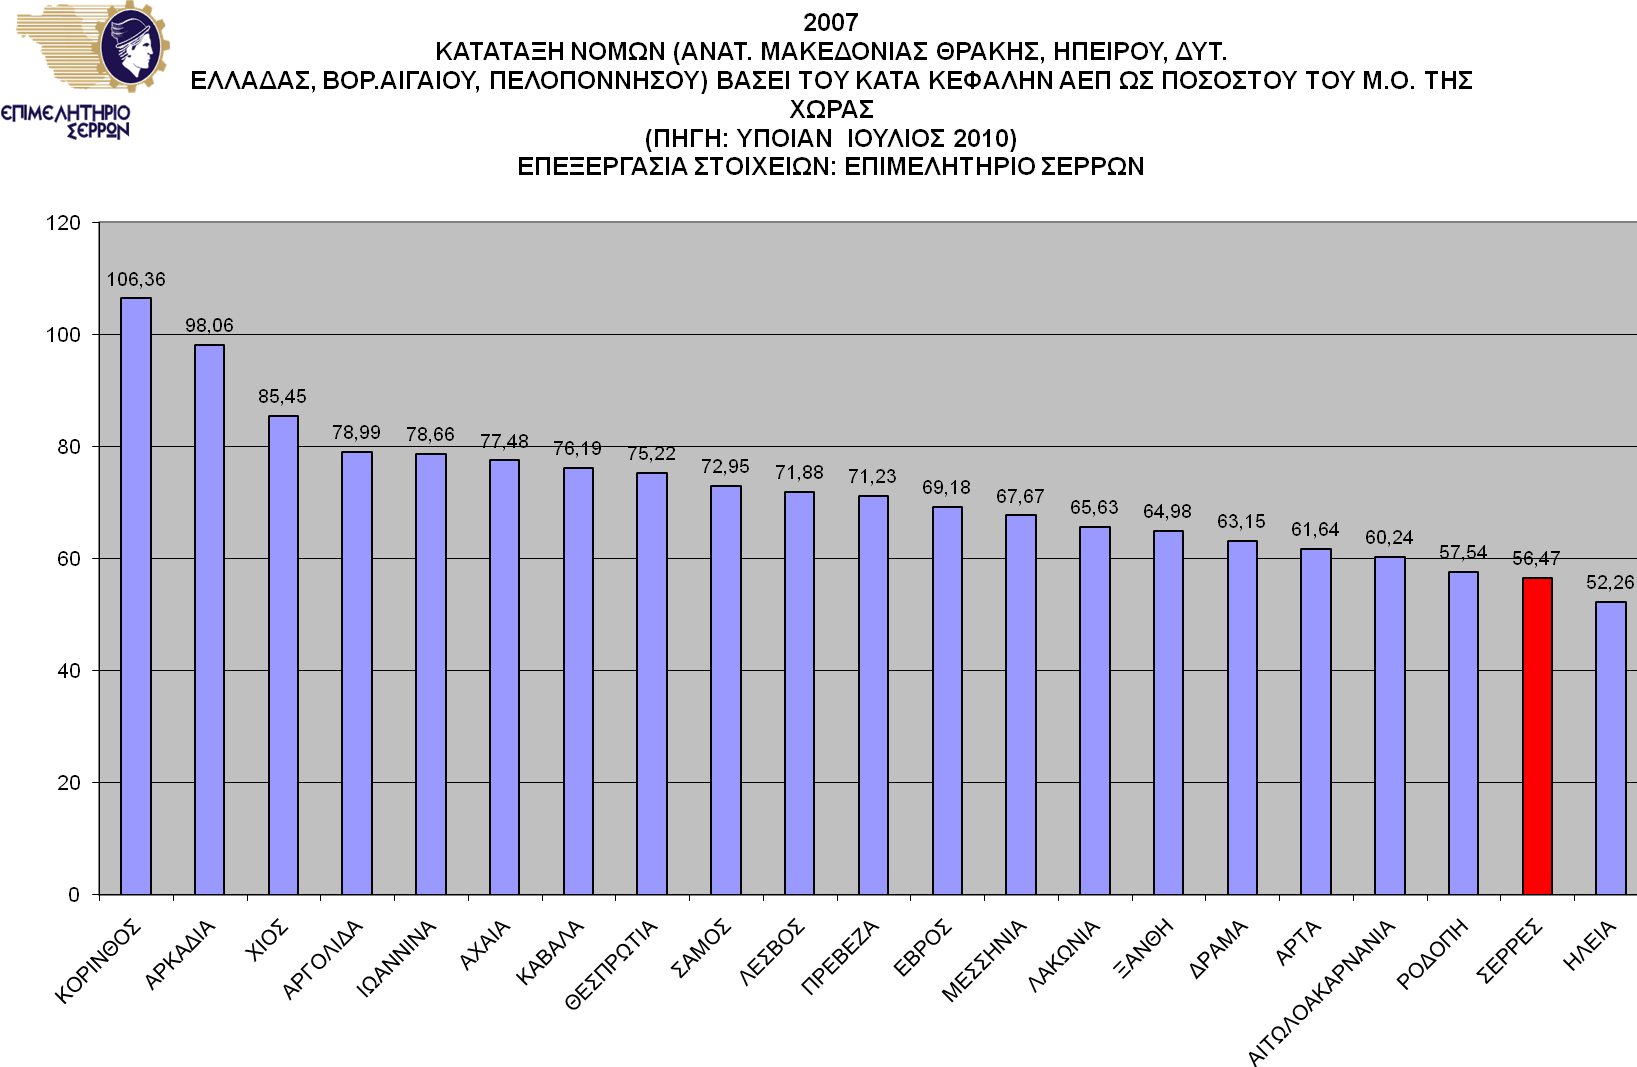 ΕΠΙΜΕΛΗΤΗΡΙΟ
ΣΕΡΡΩΝ
2007
ΚΑΤΑΤΑΞΗ ΝΟΜΩΝ (ΑΝΑΤ. ΜΑΚΕΔΟΝΙΑΣ ΘΡΑΚΗΣ, ΗΠΕΙΡΟΥ, ΔΥΤ.
ΕΛΛΑΔΑΣ, ΒΟΡ.ΑΙΓΑΙΟΥ, ΠΕΛΟΠΟΝΝΗΣΟΥ) ΒΑΣΕΙ ΤΟΥ ΚΑΤΑ ΚΕΦΑΛΗΝ ΑΕΠ ΩΣ ΠΟΣΟΣΤΟΥ ΤΟΥ Μ.Ο. ΤΗΣ
ΧΩΡΑΣ
(ΠΗΓΗ: ΥΠΟΙΑΝ ΙΟΥΛΙΟΣ 2010)
ΕΠΕΞΕΡΓΑΣΙΑ ΣΤΟΙΧΕΙΩΝ: ΕΠΙΜΕΛΗΤΗΡΙΟ ΣΕΡΡΩΝ
120
100
80
60
40
20
0
106,36
98,06
85,45
78,99
78,66
77,48
76,19
75,22
72,95
71,88
71,23
69,18
67,67
65,63
64,98
63,15
61,64
60,24
57,54
56,47
52,26
ΚΟΡΙΝΘΟΣ
ΑΡΚΑΔΙΑ
ΧΙΟΣ
ΑΡΓΟΛΙΔΑ
ΙΩΑΝΝΙΝΑ
ΑΧΑΙΑ
ΚΑΒΑΛΑ
ΘΕΣΠΡΩΤΙΑ
ΣΑΜΟΣ
ΛΕΣΒΟΣ
ΠΡΕΒΕΖΑ
ΕΒΡΟΣ
ΜΕΣΣΗΝΙΑ
ΛΑΚΩΝΙΑ
ΞΑΝΘΗ
ΔΡΑΜΑ
ΑΡΤΑ
ΑΙΤΩΛΟΑΚΑΡΝΑΝΙΑ
ΡΟΔΟΠΗ
ΣΕΡΡΕΣ
ΗΛΕΙΑ